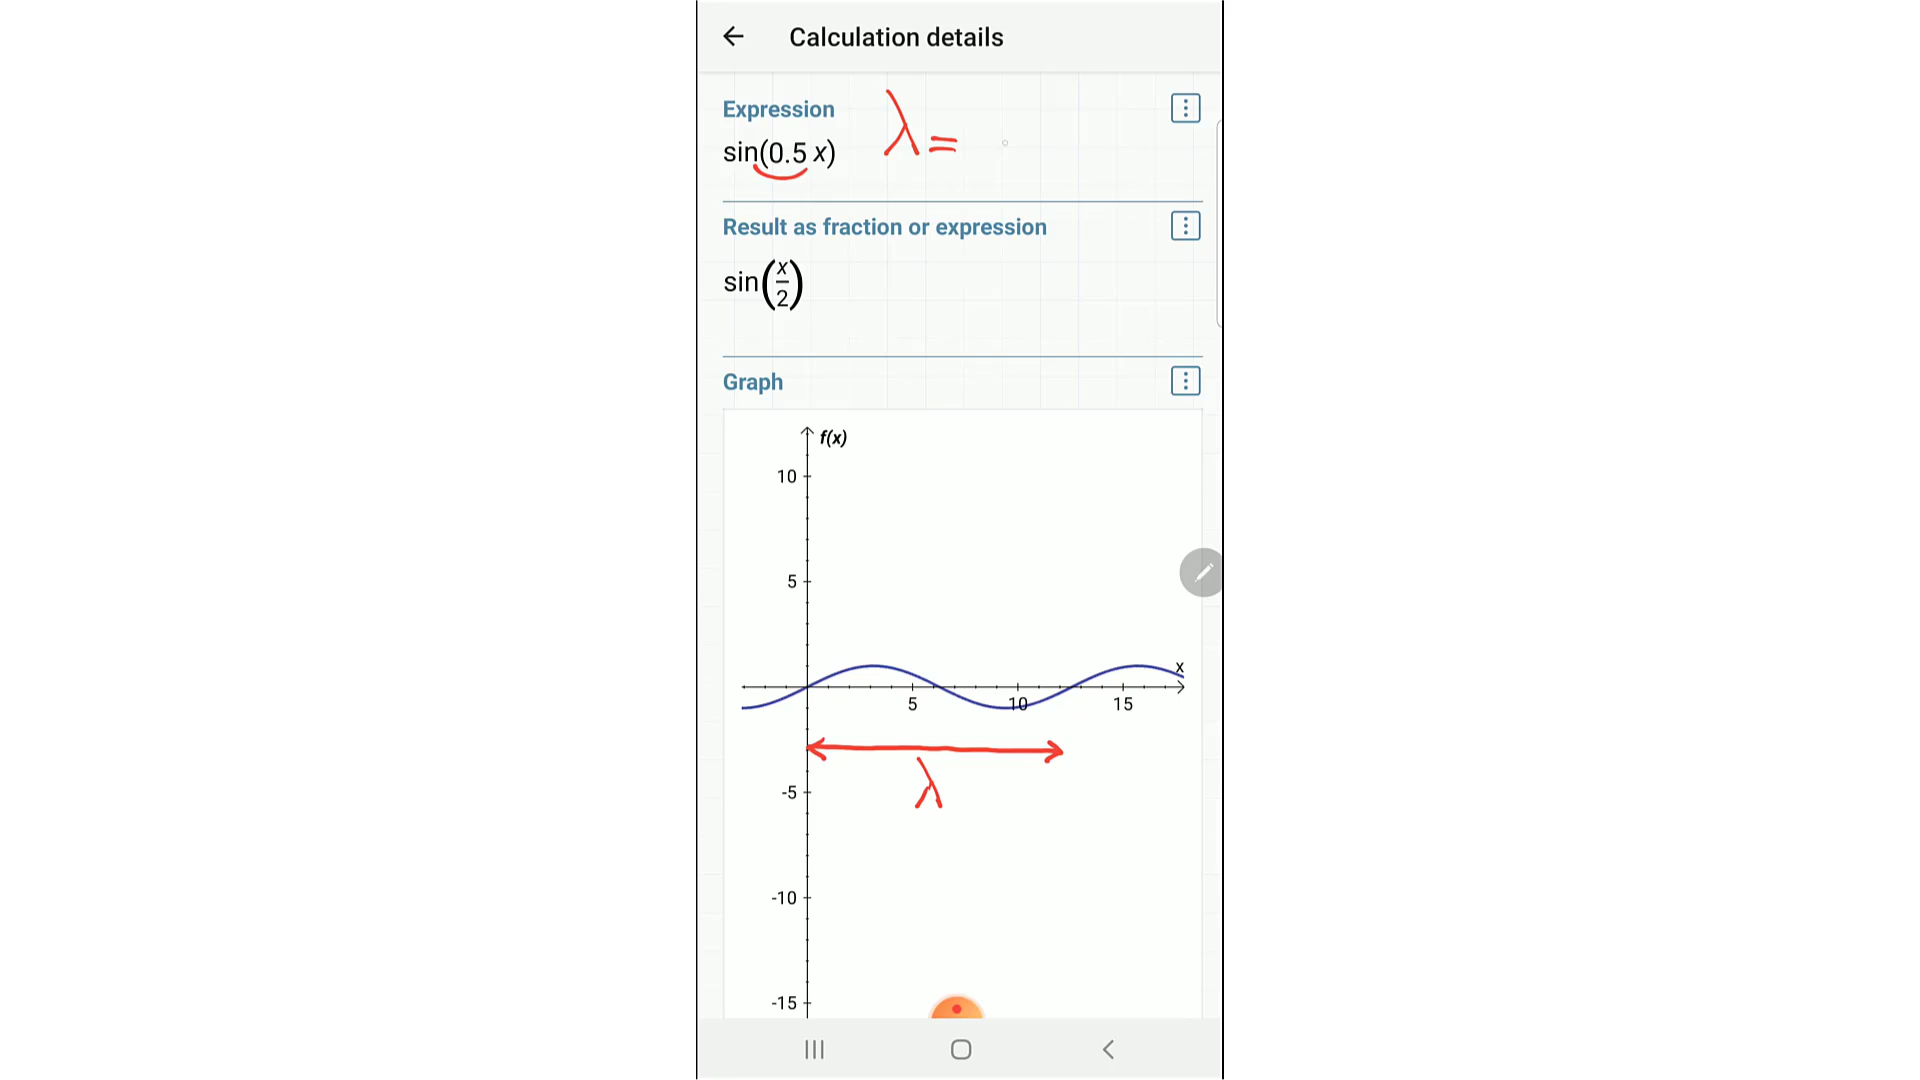 Calculation details
Expression
sin(0.5 x)
λ=
Result as fraction or expression
sin(x/2)
Graph
f(x)
10
5
x
5
10
15
λ
-5
-10
-15